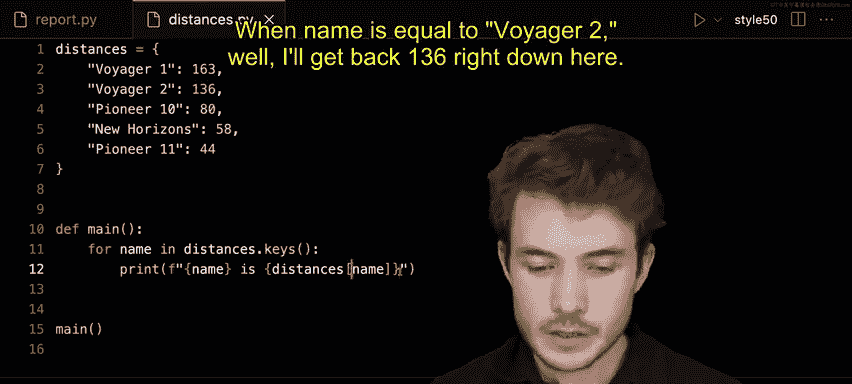 report.py
distances.py
style50
When name is equal to "Voyager 2,"
well, I'll get back 136 right down here.
1 distances = {
2 "Voyager 1": 163,
3 "Voyager 2": 136,
4 "Pioneer 10": 80,
5 "New Horizons": 58,
6 "Pioneer 11": 44
7 }
8
9
10 def main():
11 for name in distances.keys():
12 print(f"{name} is {distances[name]}")
13
14
15 main()
16